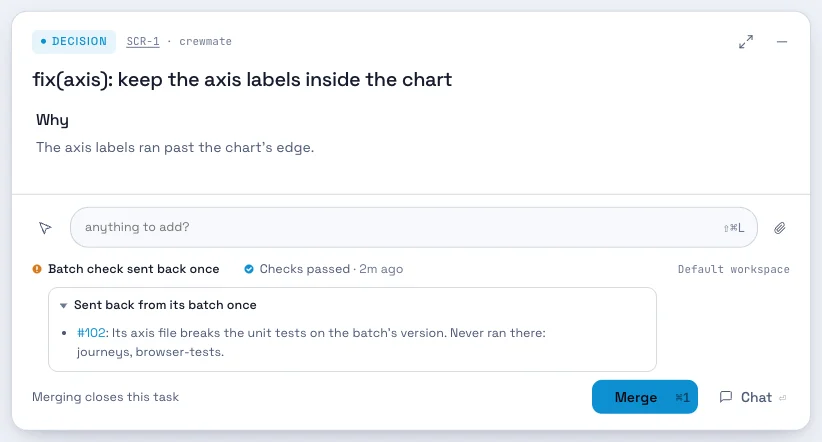 DECISION SCR-1 · crewmate
fix(axis): keep the axis labels inside the chart
Why
The axis labels ran past the chart's edge.
anything to add? ⇧⌘L
Batch check sent back once Checks passed · 2m ago Default workspace
Sent back from its batch once
#102: Its axis file breaks the unit tests on the batch's version. Never ran there:
journeys, browser-tests.
Merging closes this task Merge ⌘1 Chat ⏎